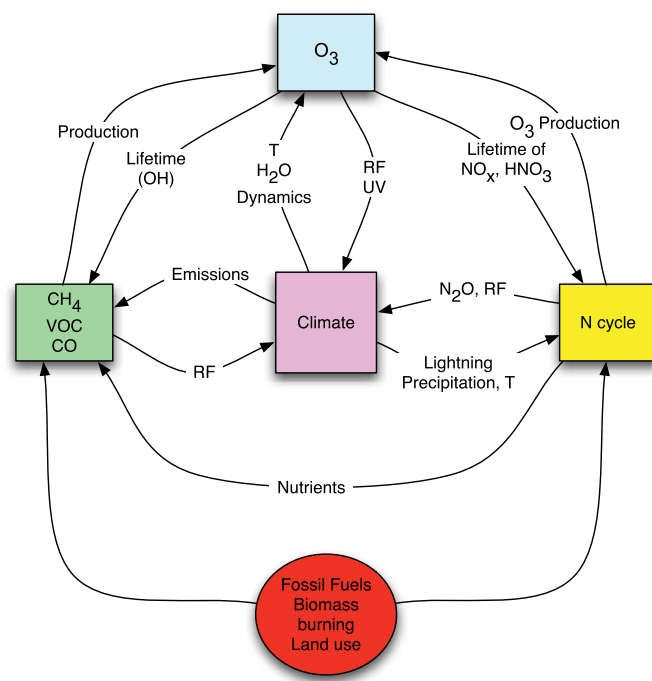 O3
Production
Lifetime
(OH)
T
H2O
Dynamics
RF
UV
O3 Production
Lifetime of
NOx, HNO3
CH4
VOC
CO
Emissions
RF
Climate
N2O, RF
Lightning
Precipitation, T
N cycle
Nutrients
Fossil Fuels
Biomass
burning
Land use